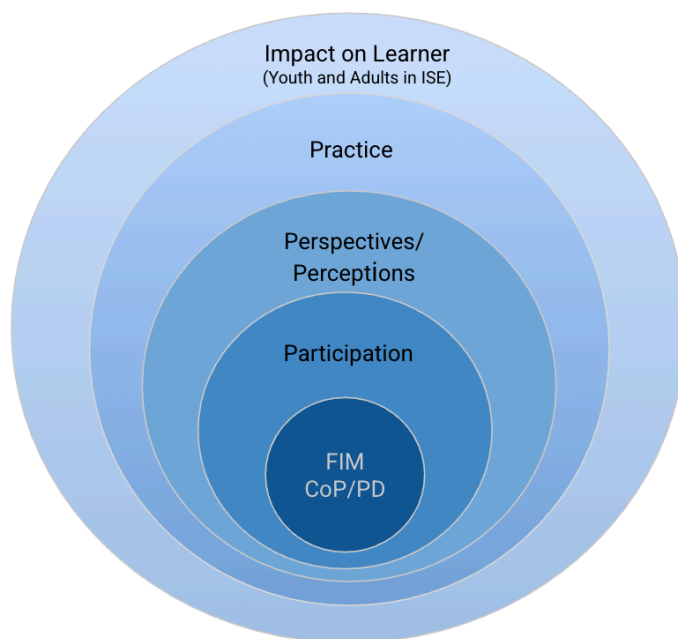 Impact on Learner
(Youth and Adults in ISE)
Practice
Perspectives/
Perceptions
Participation
FIM
CoP/PD